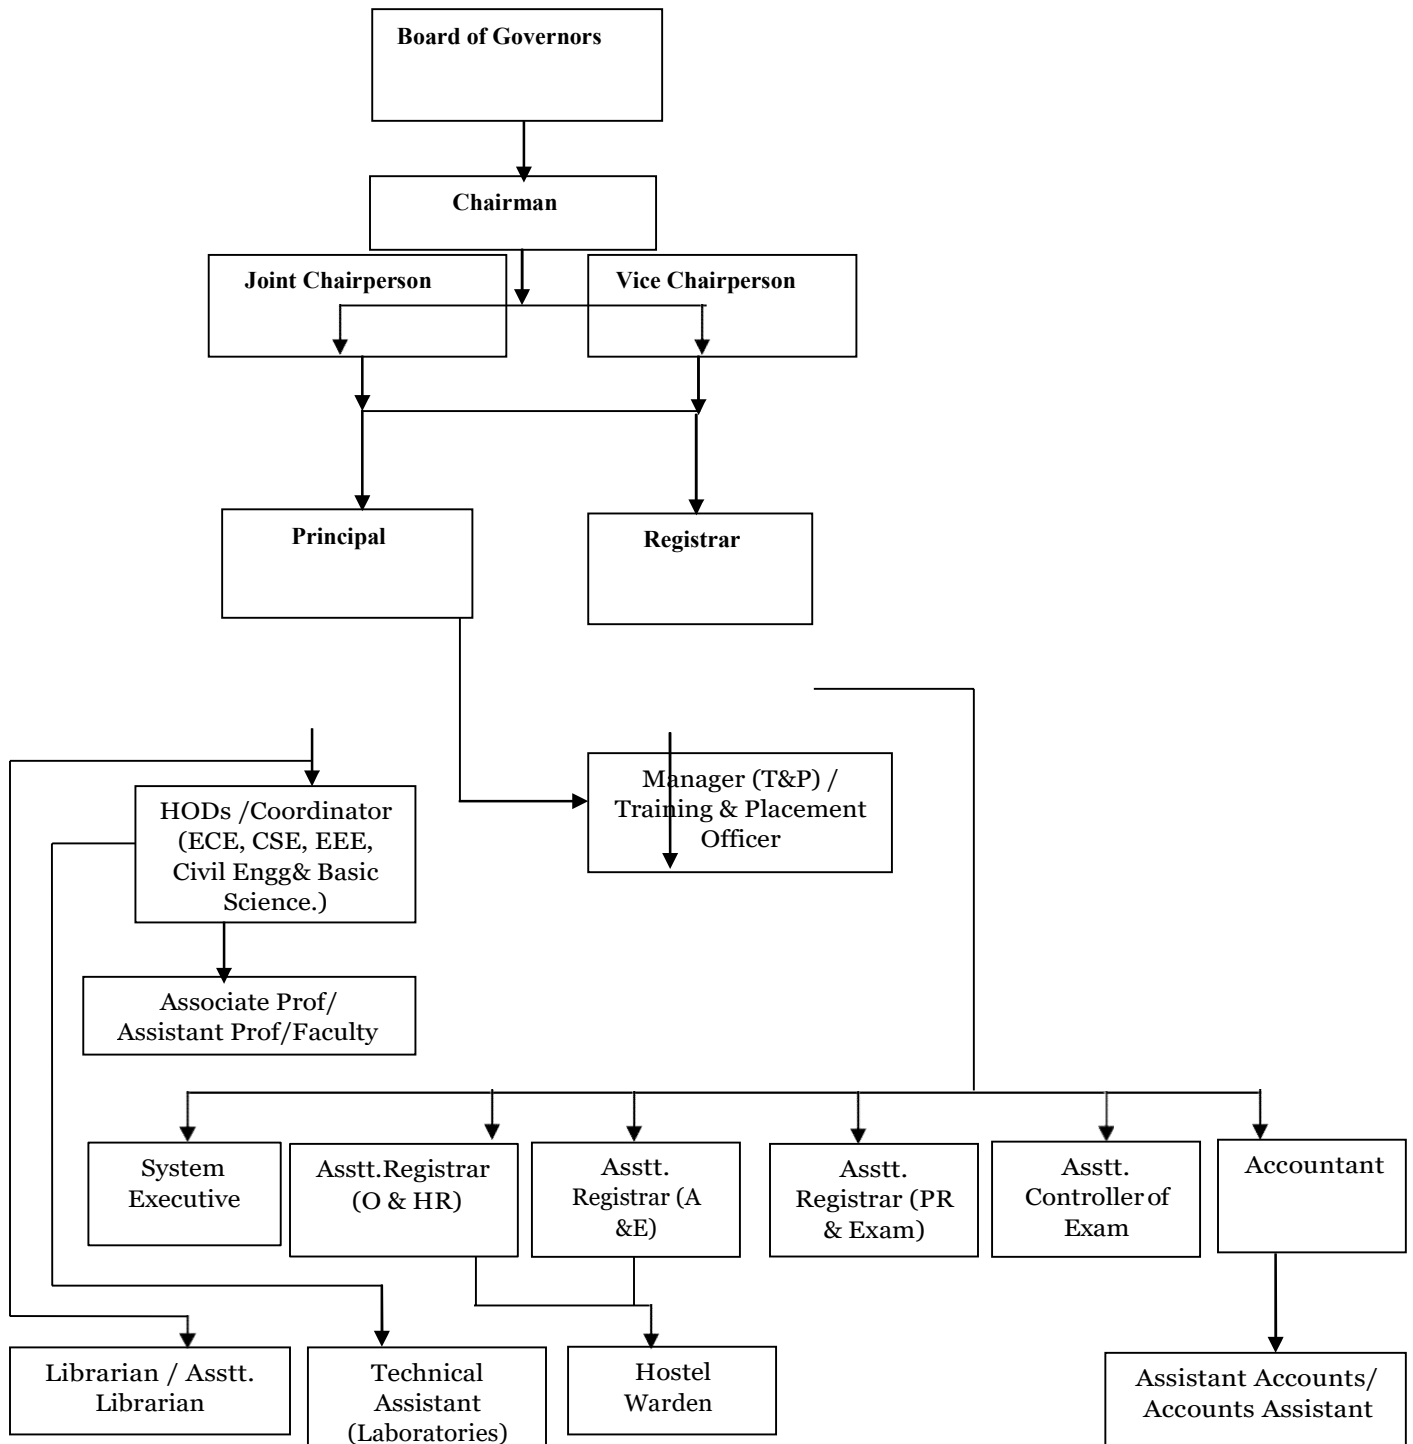 Board of Governors
Chairman
Joint Chairperson
Vice Chairperson
Principal
Registrar
Manager (T&P) /
Training & Placement
Officer
HODs /Coordinator
(ECE, CSE, EEE,
Civil Engg& Basic
Science.)
Associate Prof/
Assistant Prof/Faculty
System
Executive
Asstt.Registrar
(O & HR)
Asstt.
Registrar (A
&E)
Asstt.
Registrar (PR
& Exam)
Asstt.
Controller of
Exam
Accountant
Librarian / Asstt.
Librarian
Technical
Assistant
(Laboratories)
Hostel
Warden
Assistant Accounts/
Accounts Assistant